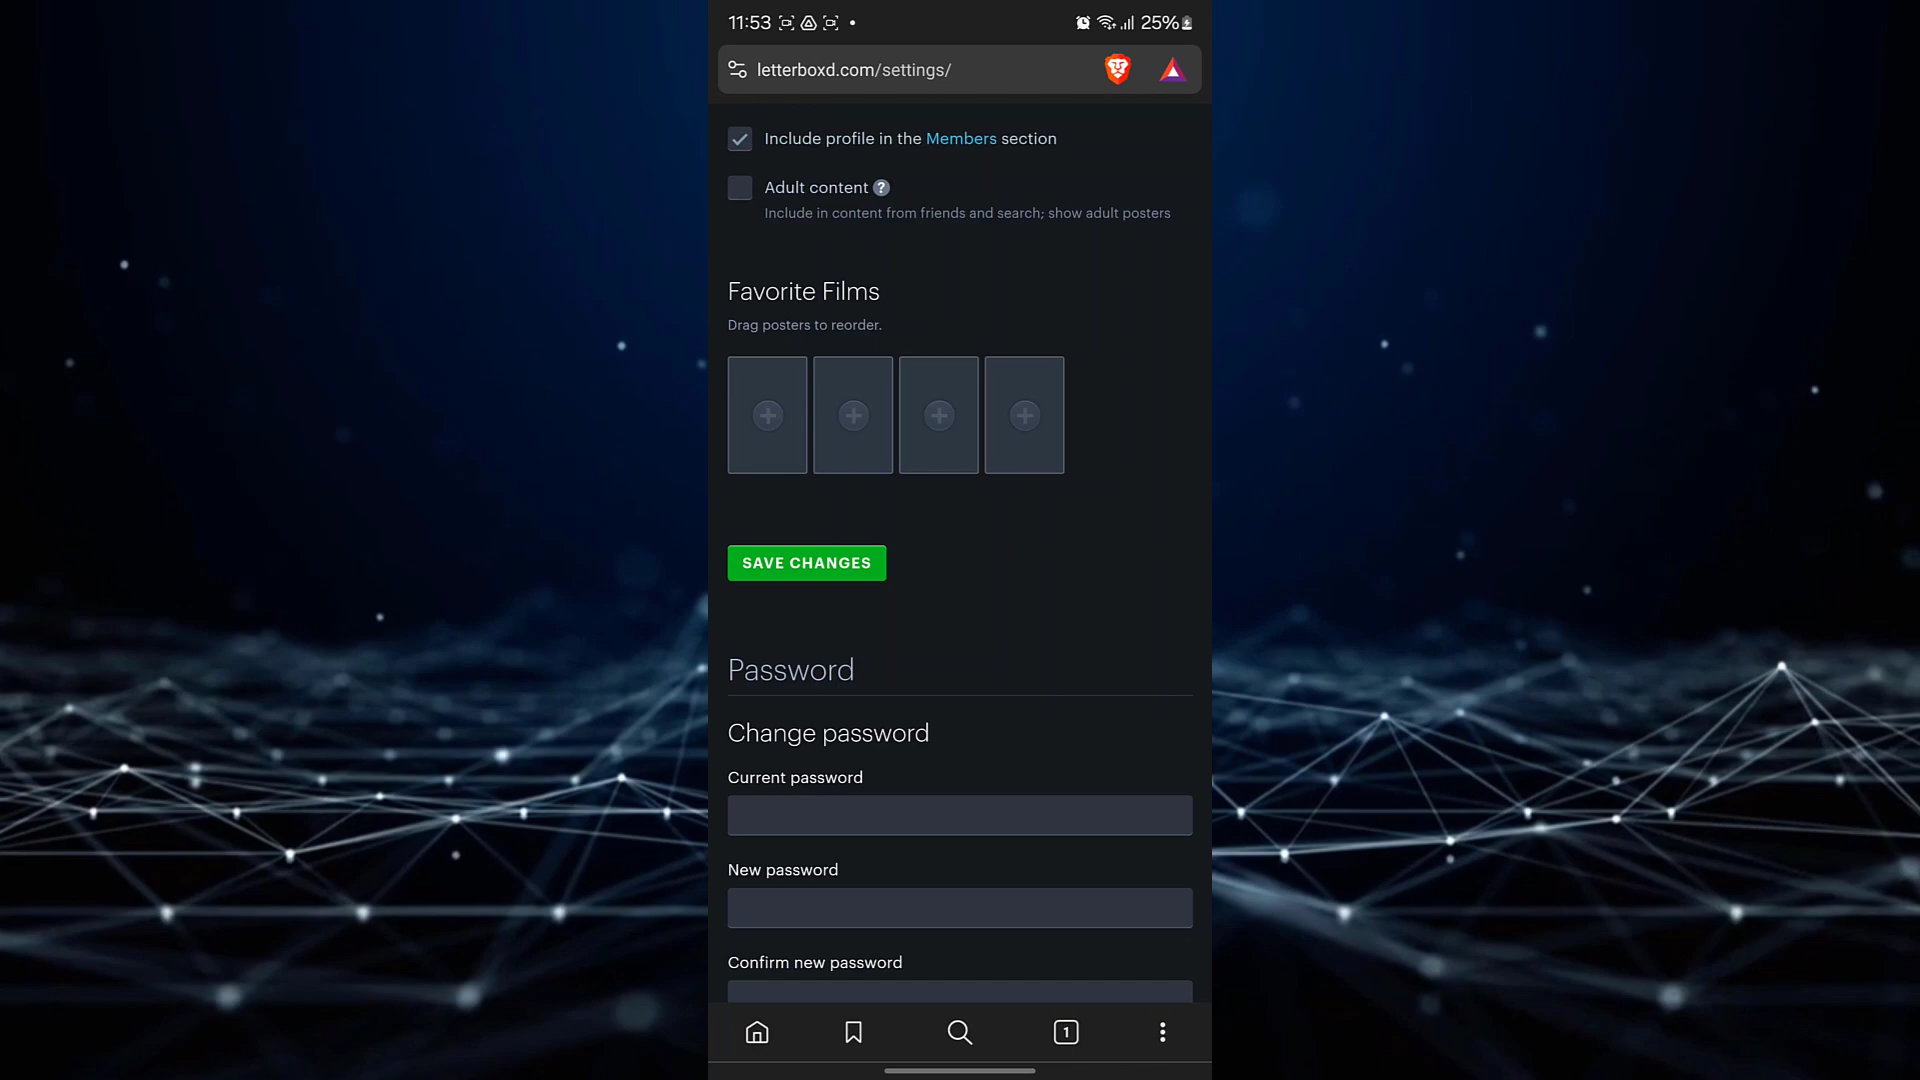 11:53
25%
letterboxd.com/settings/
Include profile in the Members section
Adult content ?
Include in content from friends and search; show adult posters
Favorite Films
Drag posters to reorder.
SAVE CHANGES
Password
Change password
Current password
New password
Confirm new password
1